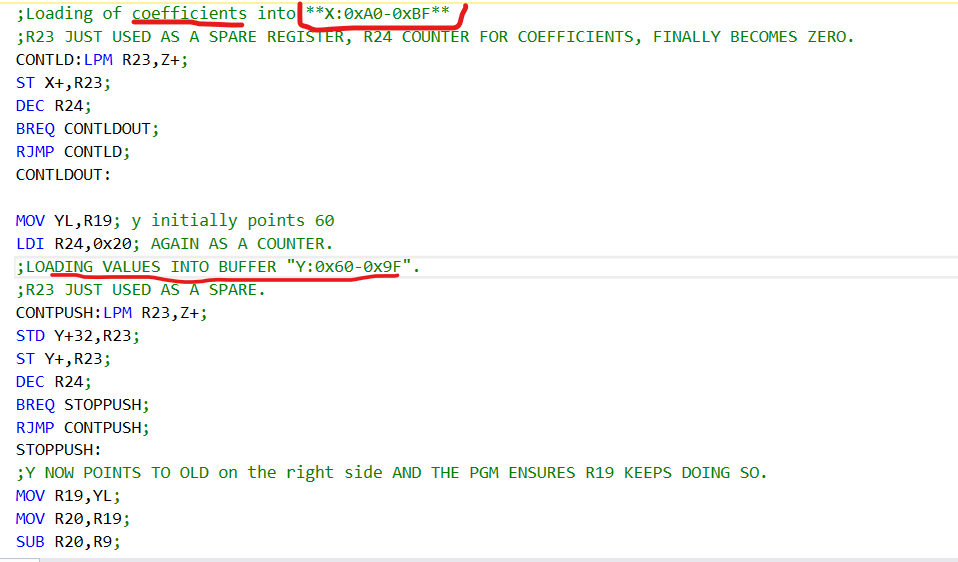 ;Loading of coefficients into **X:0xA0-0xBF**
;R23 JUST USED AS A SPARE REGISTER, R24 COUNTER FOR COEFFICIENTS, FINALLY BECOMES ZERO.
CONTLD:LPM R23,Z+;
ST X+,R23;
DEC R24;
BREQ CONTLDOUT;
RJMP CONTLD;
CONTLDOUT:
MOV YL,R19; y initially points 60
LDI R24,0x20; AGAIN AS A COUNTER.
;LOADING VALUES INTO BUFFER "Y:0x60-0x9F".
;R23 JUST USED AS A SPARE.
CONTPUSH:LPM R23,Z+;
STD Y+32,R23;
ST Y+,R23;
DEC R24;
BREQ STOPPUSH;
RJMP CONTPUSH;
STOPPUSH:
;Y NOW POINTS TO OLD on the right side AND THE PGM ENSURES R19 KEEPS DOING SO.
MOV R19,YL;
MOV R20,R19;
SUB R20,R9;